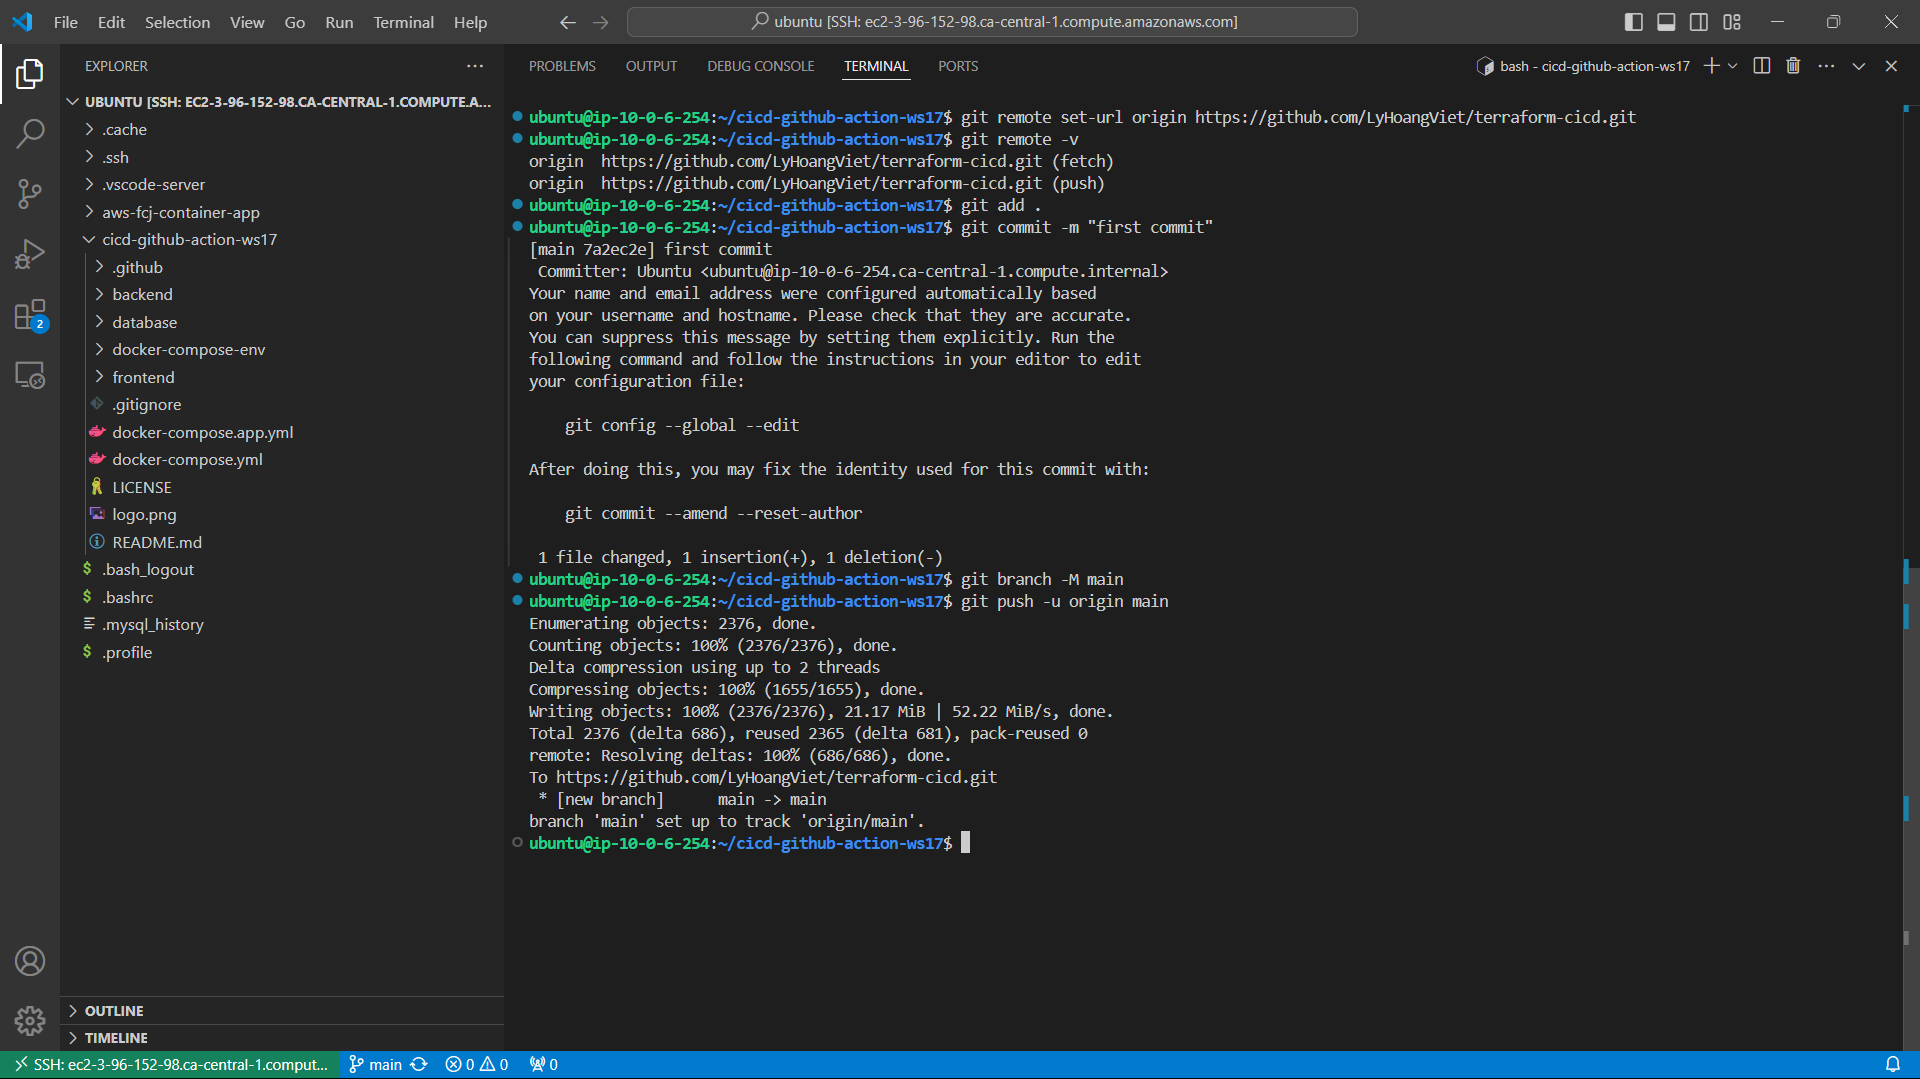 File Edit Selection View Go Run Terminal Help
ubuntu [SSH: ec2-3-96-152-98.ca-central-1.compute.amazonaws.com]
EXPLORER
UBUNTU [SSH: EC2-3-96-152-98.CA-CENTRAL-1.COMPUTE.A...
.cache
.ssh
.vscode-server
aws-fcj-container-app
cicd-github-action-ws17
.github
backend
database
docker-compose-env
frontend
.gitignore
docker-compose.app.yml
docker-compose.yml
LICENSE
logo.png
README.md
.bash_logout
.bashrc
.mysql_history
.profile
OUTLINE
TIMELINE
2
PROBLEMS OUTPUT DEBUG CONSOLE TERMINAL PORTS
bash - cicd-github-action-ws17
ubuntu@ip-10-0-6-254:~/cicd-github-action-ws17$ git remote set-url origin https://github.com/LyHoangViet/terraform-cicd.git
ubuntu@ip-10-0-6-254:~/cicd-github-action-ws17$ git remote -v
origin  https://github.com/LyHoangViet/terraform-cicd.git (fetch)
origin  https://github.com/LyHoangViet/terraform-cicd.git (push)
ubuntu@ip-10-0-6-254:~/cicd-github-action-ws17$ git add .
ubuntu@ip-10-0-6-254:~/cicd-github-action-ws17$ git commit -m "first commit"
[main 7a2ec2e] first commit
Committer: Ubuntu <ubuntu@ip-10-0-6-254.ca-central-1.compute.internal>
Your name and email address were configured automatically based
on your username and hostname. Please check that they are accurate.
You can suppress this message by setting them explicitly. Run the
following command and follow the instructions in your editor to edit
your configuration file:
git config --global --edit
After doing this, you may fix the identity used for this commit with:
git commit --amend --reset-author
1 file changed, 1 insertion(+), 1 deletion(-)
ubuntu@ip-10-0-6-254:~/cicd-github-action-ws17$ git branch -M main
ubuntu@ip-10-0-6-254:~/cicd-github-action-ws17$ git push -u origin main
Enumerating objects: 2376, done.
Counting objects: 100% (2376/2376), done.
Delta compression using up to 2 threads
Compressing objects: 100% (1655/1655), done.
Writing objects: 100% (2376/2376), 21.17 MiB | 52.22 MiB/s, done.
Total 2376 (delta 686), reused 2365 (delta 681), pack-reused 0
remote: Resolving deltas: 100% (686/686), done.
To https://github.com/LyHoangViet/terraform-cicd.git
* [new branch]      main -> main
branch 'main' set up to track 'origin/main'.
ubuntu@ip-10-0-6-254:~/cicd-github-action-ws17$
SSH: ec2-3-96-152-98.ca-central-1.comput... main 0 0 0